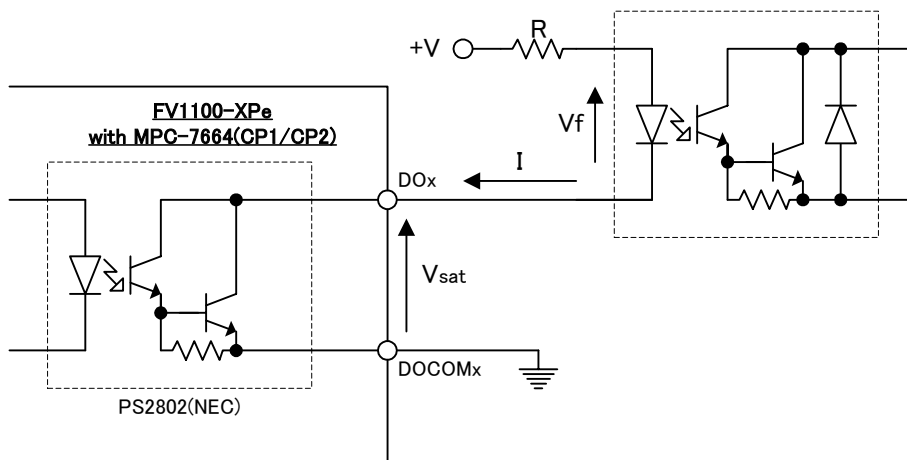 +V
R
FV1100-XPe
with MPC-7664(CP1/CP2)
Vf
I
DOx
Vsat
DOCOMx
PS2802(NEC)